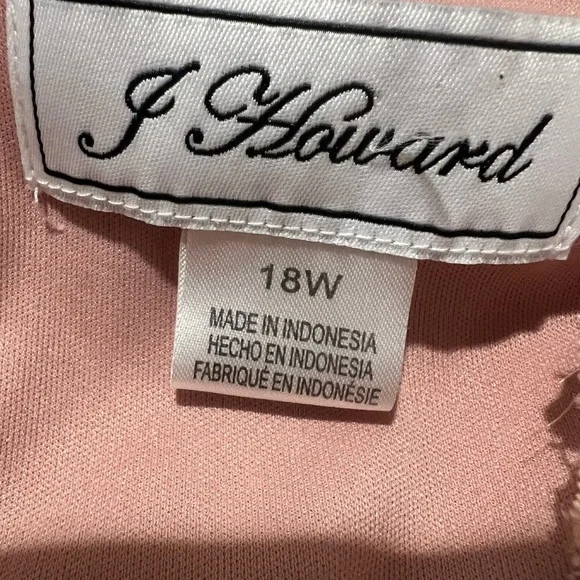 J Howard
18W
MADE IN INDONESIA
HECHO EN INDONESIA
FABRIQUÉ EN INDONÉSIE